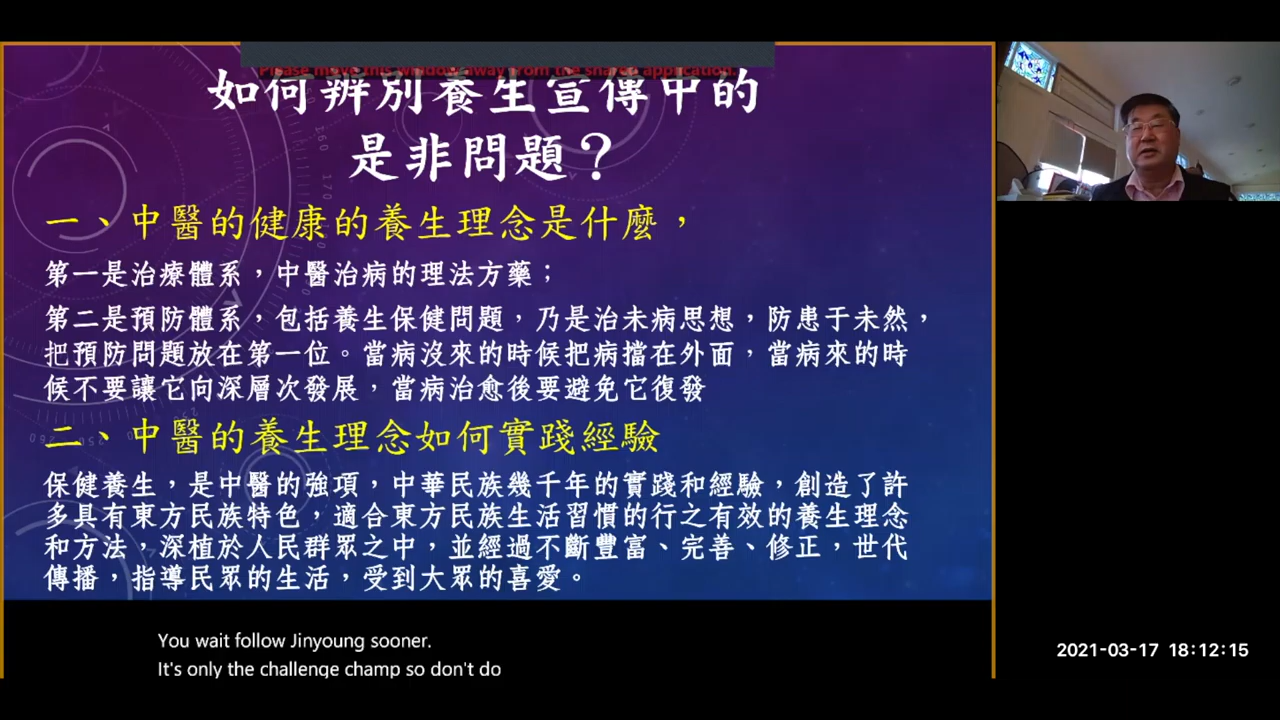 Please move this window away from the shared application.
如何辨別養生宣傳中的
是非問題？
一、中醫的健康的養生理念是什麼，
第一是治療體系，中醫治病的理法方藥；
第二是預防體系，包括養生保健問題，乃是治未病思想，防患于未然，
把預防問題放在第一位。當病沒來的時候把病擋在外面，當病來的時
候不要讓它向深層次發展，當病治愈後要避免它復發
二、中醫的養生理念如何實踐經驗
保健養生，是中醫的強項，中華民族幾千年的實踐和經驗，創造了許
多具有東方民族特色，適合東方民族生活習慣的行之有效的養生理念
和方法，深植於人民群眾之中，並經過不斷豐富、完善、修正，世代
傳播，指導民眾的生活，受到大眾的喜愛。
You wait follow Jinyoung sooner.
It's only the challenge champ so don't do
2021-03-17 18:12:15